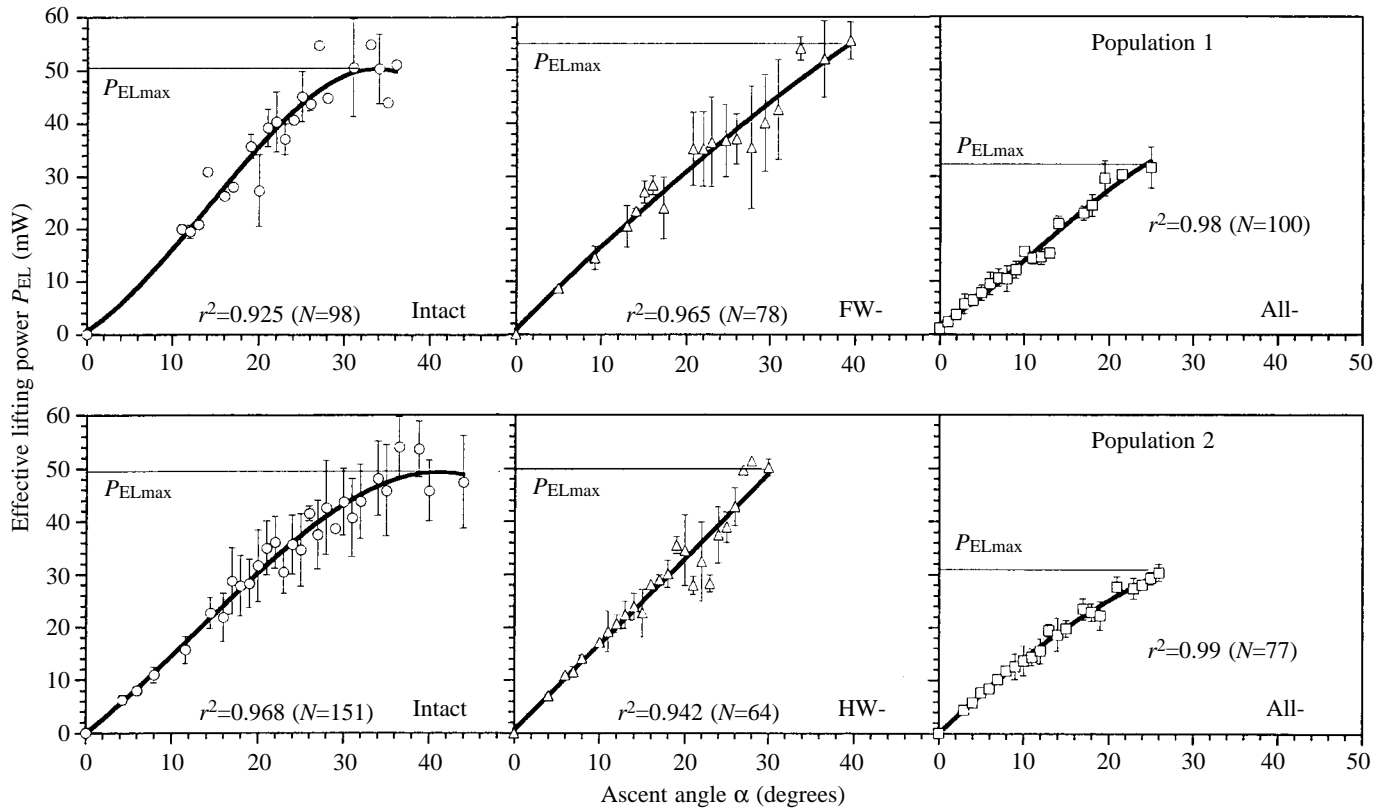 Effective lifting power P_EL (mW)
60
50
40
30
20
10
0
P_ELmax
r²=0.925 (N=98)
Intact
0 10 20 30 40
P_ELmax
r²=0.965 (N=78)
FW-
0 10 20 30 40
Population 1
P_ELmax
r²=0.98 (N=100)
All-
0 10 20 30 40 50
60
50
40
30
20
10
0
P_ELmax
r²=0.968 (N=151)
Intact
0 10 20 30 40
P_ELmax
r²=0.942 (N=64)
HW-
0 10 20 30 40
Population 2
P_ELmax
r²=0.99 (N=77)
All-
0 10 20 30 40 50
Ascent angle α (degrees)